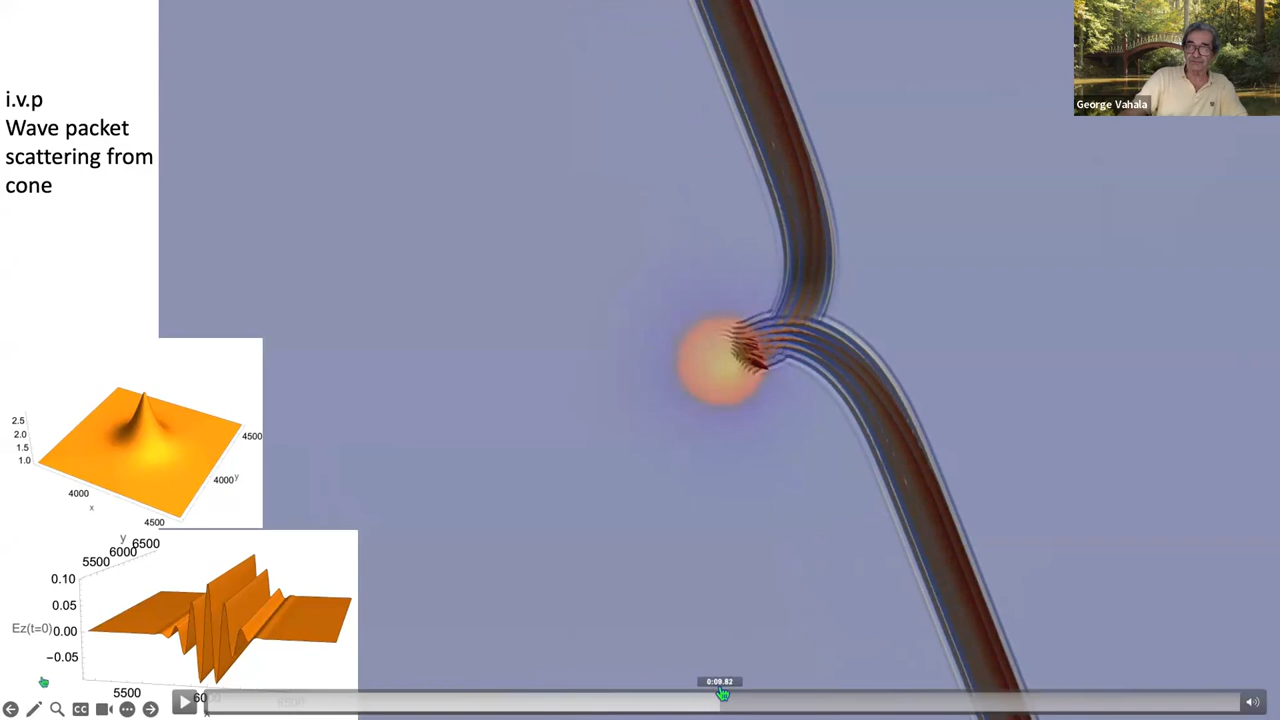 i.v.p
Wave packet
scattering from
cone
George Vahala
2.5
2.0
1.5
1.0
4000
x
4500
4000
y
4500
y
5500
6000
6500
0.10
0.05
Ez(t=0)
0.00
−0.05
5500
0:09.82
CC